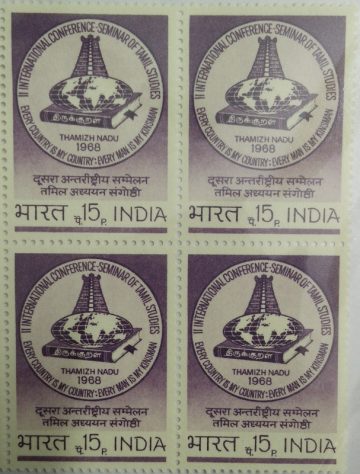 II INTERNATIONAL CONFERENCE-SEMINAR OF TAMIL STUDIES
திருக்குறள்
THAMIZH NADU
1968
EVERY COUNTRY IS MY COUNTRY: EVERY MAN IS MY KINSMAN
दूसरा अन्तर्राष्ट्रीय सम्मेलन
तमिल अध्ययन संगोष्ठी
भारत पै. 15 P. INDIA
II INTERNATIONAL CONFERENCE-SEMINAR OF TAMIL STUDIES
திருக்குறள்
THAMIZH NADU
1968
EVERY COUNTRY IS MY COUNTRY: EVERY MAN IS MY KINSMAN
दूसरा अन्तर्राष्ट्रीय सम्मेलन
तमिल अध्ययन संगोष्ठी
भारत पै. 15 P. INDIA
II INTERNATIONAL CONFERENCE-SEMINAR OF TAMIL STUDIES
திருக்குறள்
THAMIZH NADU
1968
EVERY COUNTRY IS MY COUNTRY: EVERY MAN IS MY KINSMAN
दूसरा अन्तर्राष्ट्रीय सम्मेलन
तमिल अध्ययन संगोष्ठी
भारत पै. 15 P. INDIA
II INTERNATIONAL CONFERENCE-SEMINAR OF TAMIL STUDIES
திருக்குறள்
THAMIZH NADU
1968
EVERY COUNTRY IS MY COUNTRY: EVERY MAN IS MY KINSMAN
दूसरा अन्तर्राष्ट्रीय सम्मेलन
तमिल अध्ययन संगोष्ठी
भारत पै. 15 P. INDIA